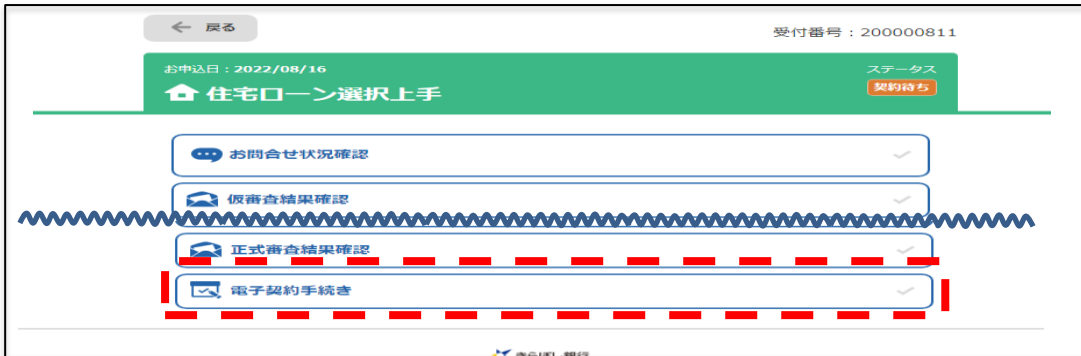 戻る
受付番号：200000811
お申込日：2022/08/16
ステータス
住宅ローン選択上手
契約待ち
お問合せ状況確認
仮審査結果確認
正式審査結果確認
電子契約手続き